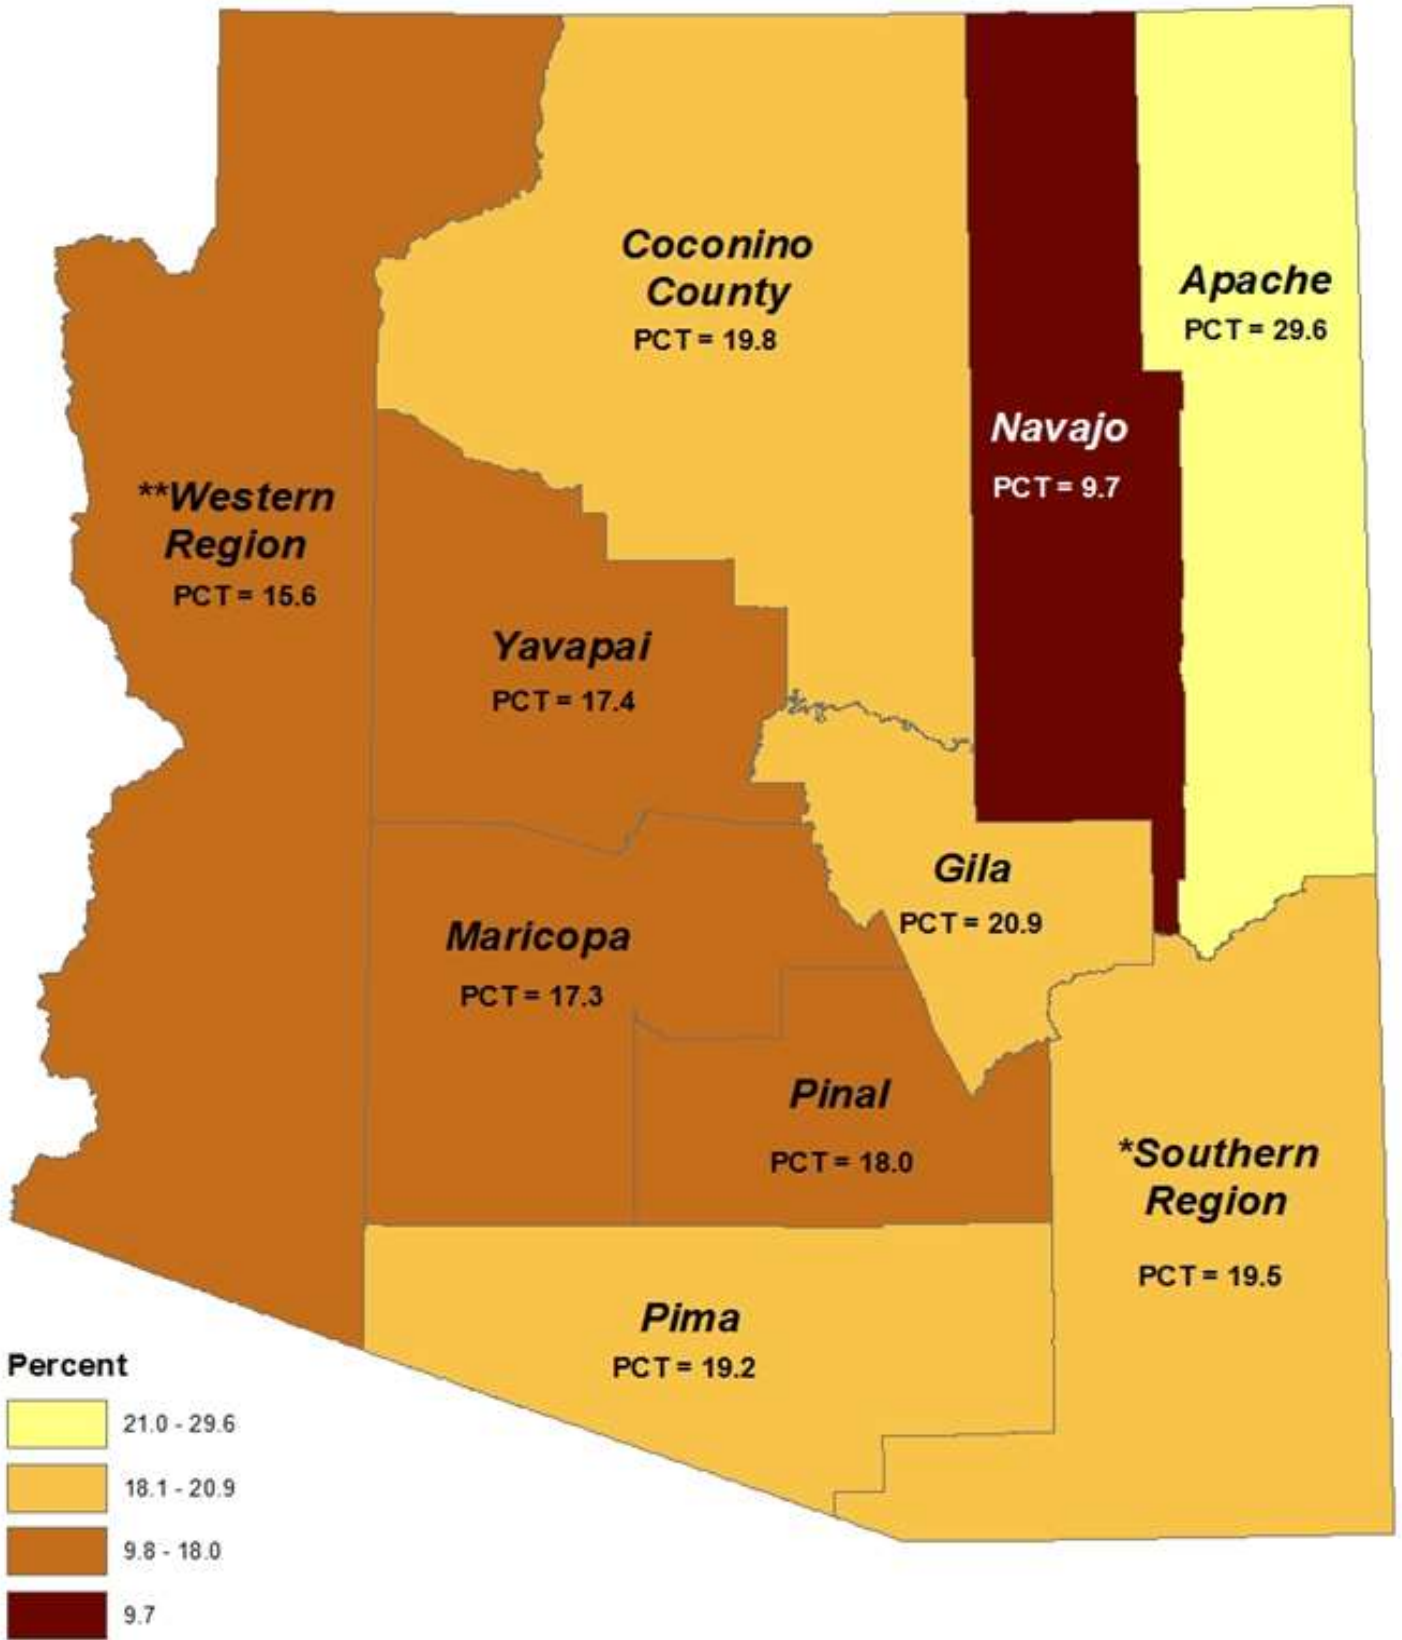 Coconino
County
PCT = 19.8
Apache
PCT = 29.6
Navajo
PCT = 9.7
**Western
Region
PCT = 15.6
Yavapai
PCT = 17.4
Gila
PCT = 20.9
Maricopa
PCT = 17.3
Pinal
PCT = 18.0
*Southern
Region
PCT = 19.5
Pima
PCT = 19.2
Percent
21.0 - 29.6
18.1 - 20.9
9.8 - 18.0
9.7